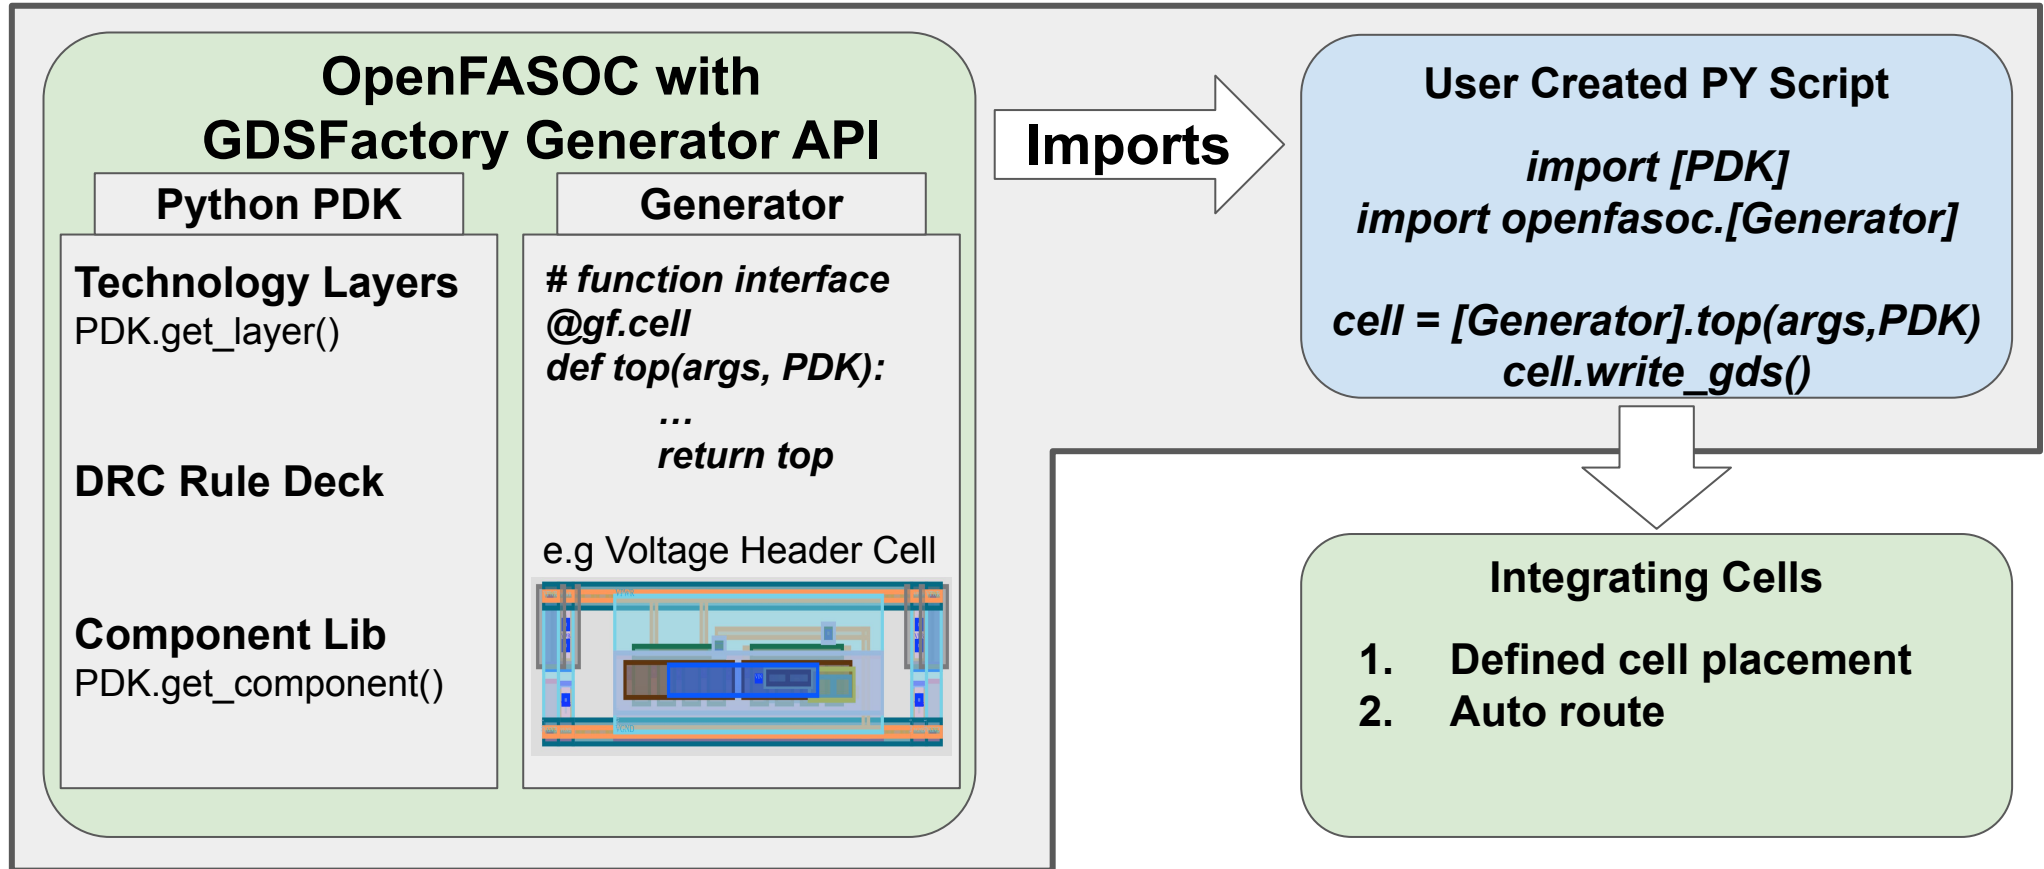 OpenFASOC with
GDSFactory Generator API
Python PDK
Technology Layers
PDK.get_layer()
DRC Rule Deck
Component Lib
PDK.get_component()
Generator
# function interface
@gf.cell
def top(args, PDK):
…
return top
e.g Voltage Header Cell
VPWR
VGND
Imports
User Created PY Script
import [PDK]
import openfasoc.[Generator]
cell = [Generator].top(args,PDK)
cell.write_gds()
Integrating Cells
1. Defined cell placement
2. Auto route